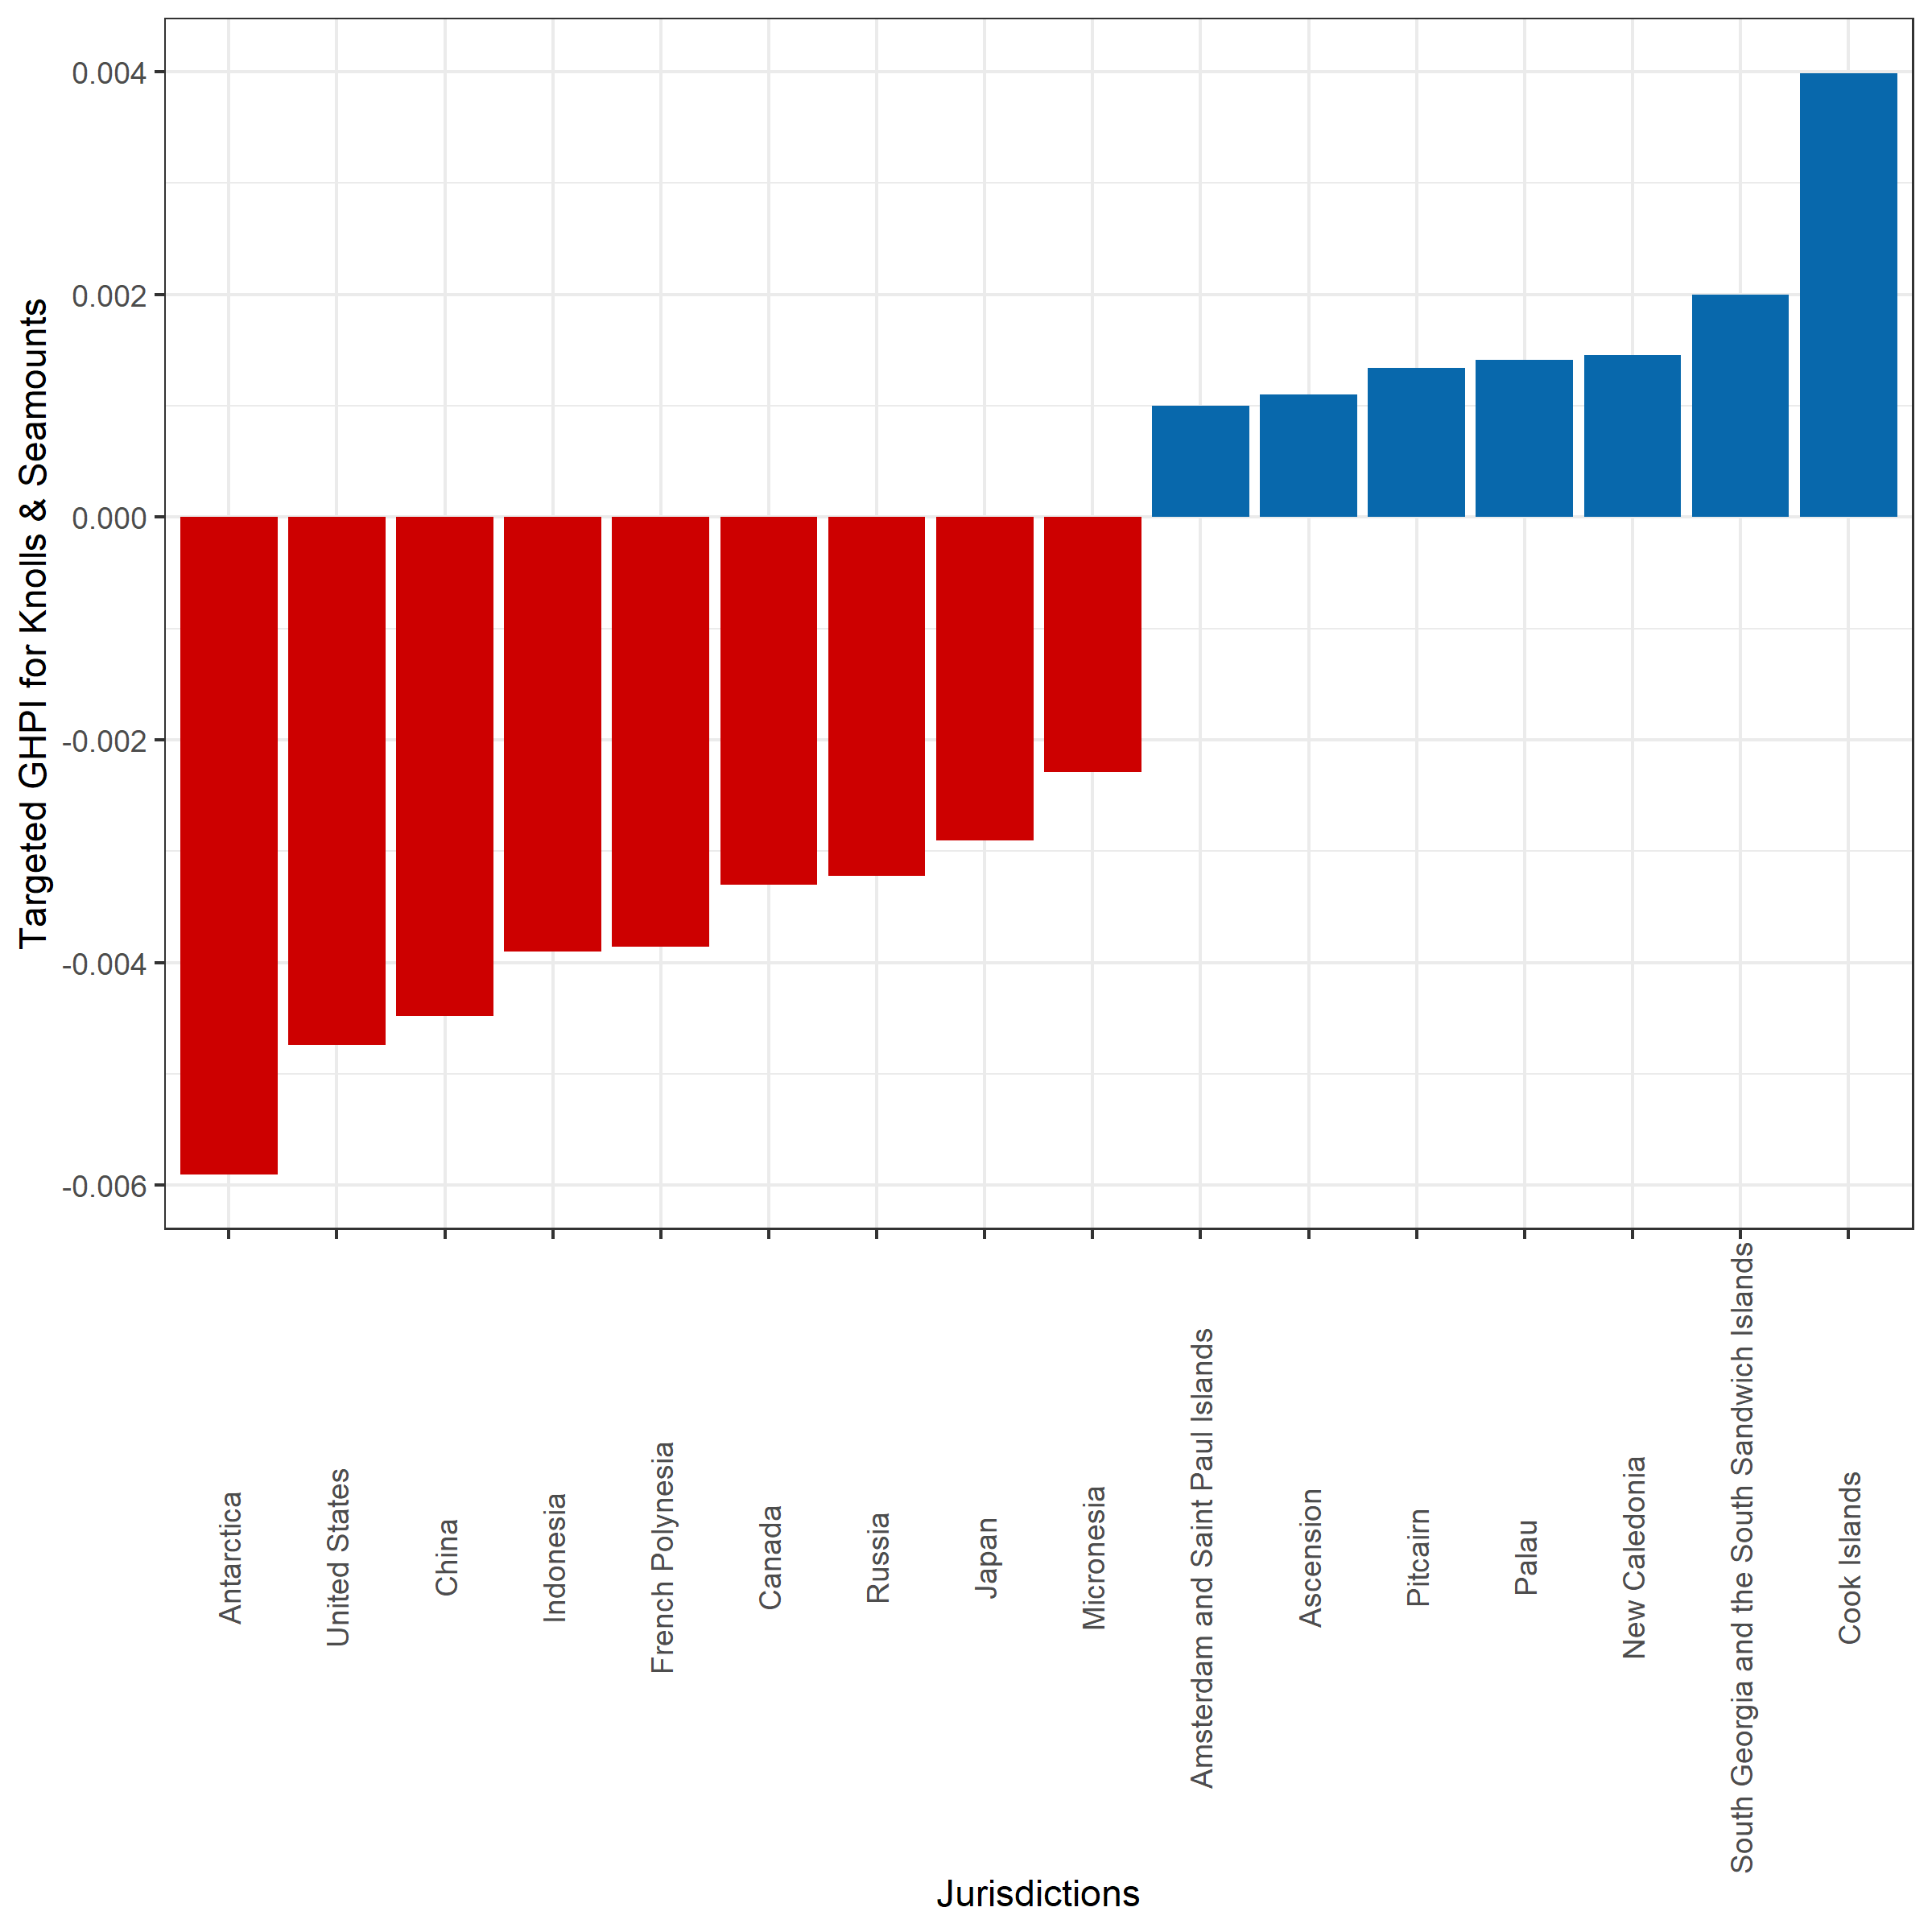 Targeted GHPI for Knolls & Seamounts
0.004
0.002
0.000
-0.002
-0.004
-0.006
Antarctica
United States
China
Indonesia
French Polynesia
Canada
Russia
Japan
Micronesia
Amsterdam and Saint Paul Islands
Ascension
Pitcairn
Palau
New Caledonia
South Georgia and the South Sandwich Islands
Cook Islands
Jurisdictions